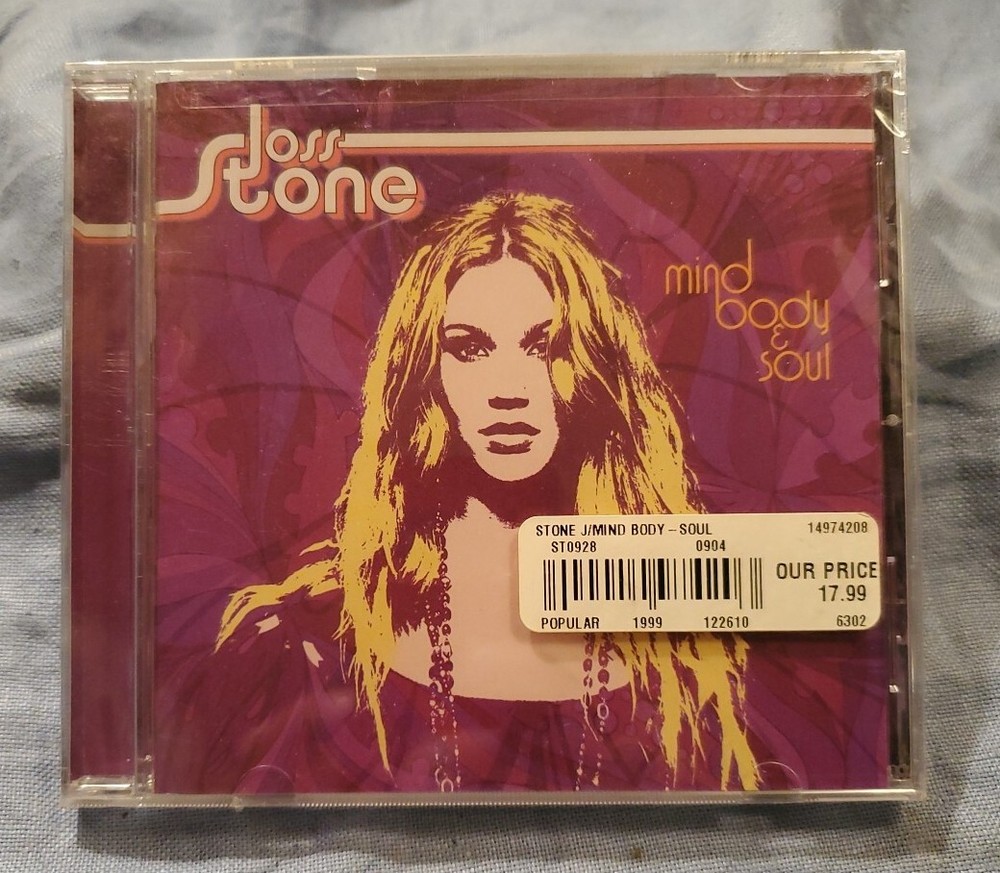 Joss
Stone
mind
body
&
soul
STONE J/MIND BODY - SOUL 14974208
ST0928 0904
OUR PRICE
17.99
POPULAR 1999 122610 6302